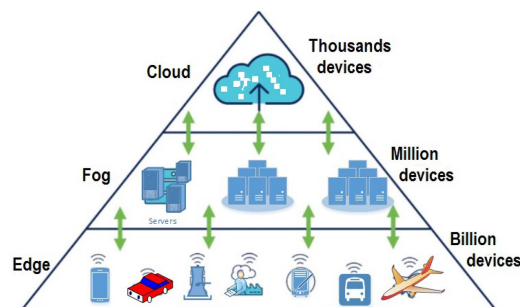 Cloud
Thousands
devices
Fog
Million
devices
Servers
Edge
Billion
devices